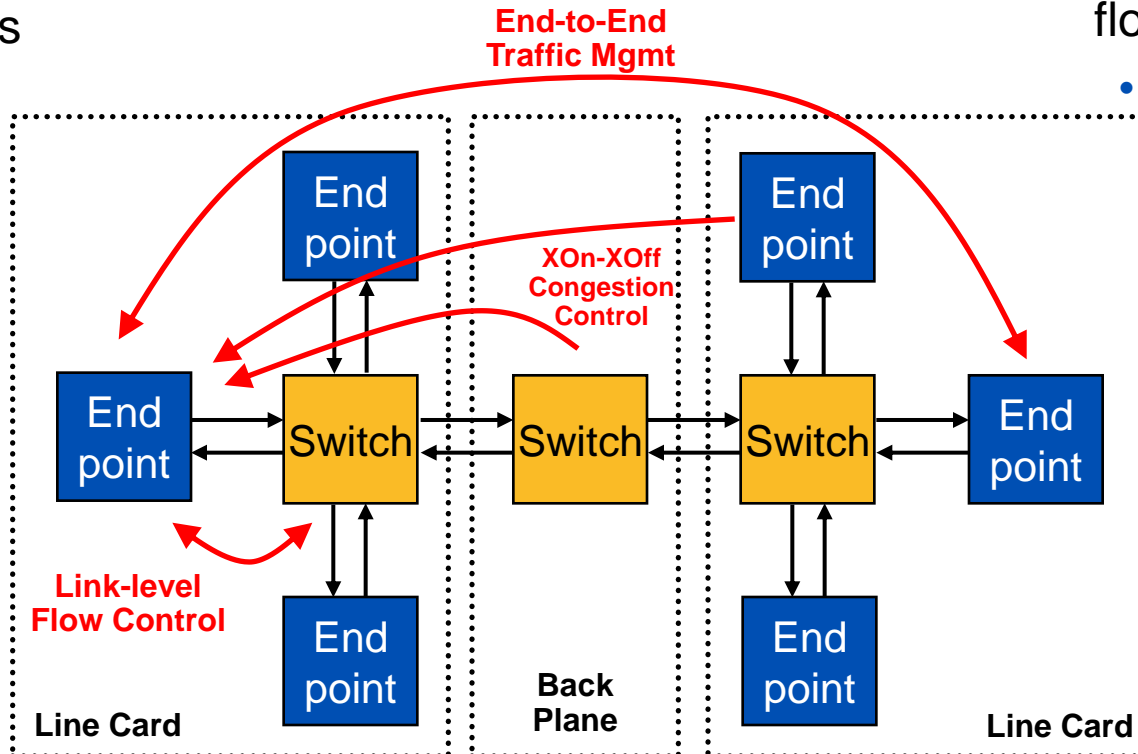 s
End-to-End
Traffic Mgmt
flo
•
End
point
End
point
XOn-XOff
Congestion
Control
End
point
Switch
Switch
Switch
End
point
Link-level
Flow Control
End
point
End
point
Back
Plane
Line Card
Line Card